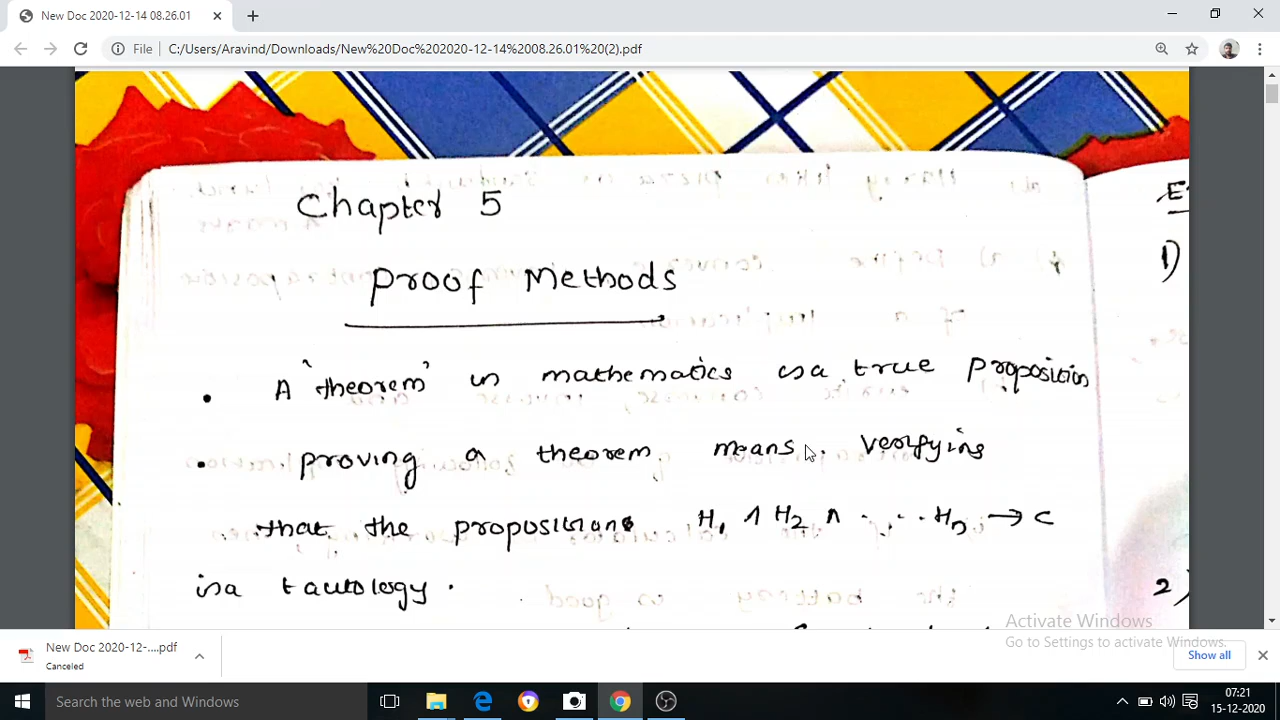 New Doc 2020-12-14 08.26.01
File C:/Users/Aravind/Downloads/New%20Doc%202020-12-14%2008.26.01%20(2).pdf
Chapter 5
Proof Methods
A 'theorem' in mathematics is a true proposition
proving a theorem means verifying
that the propositions H1 ∧ H2 ∧ ..... Hn → C
is a tautology.
1)
2)
Activate Windows
Go to Settings to activate Windows.
New Doc 2020-12-....pdf
Canceled
Show all
Search the web and Windows
07:21
15-12-2020